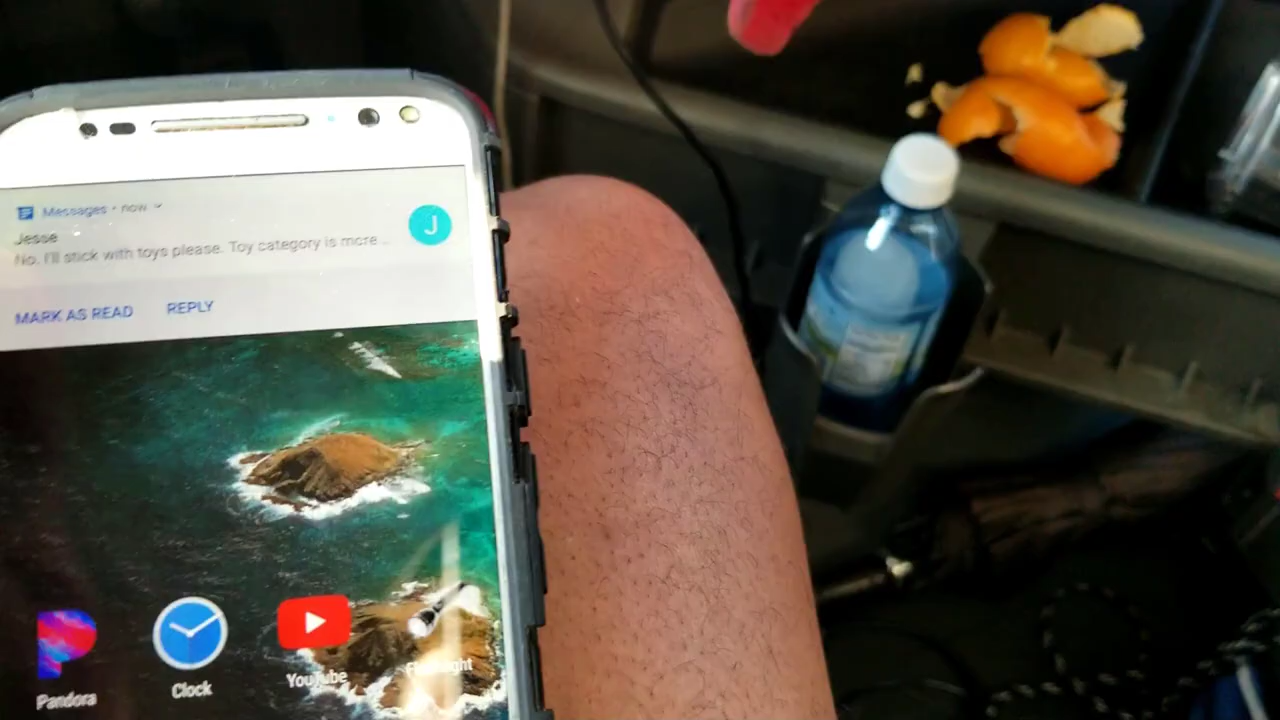 Messages • now
J
Jesse
No. I'll stick with toys please. Toy category is more ...
MARK AS READ REPLY
Pandora
Clock
YouTube
Flashlight